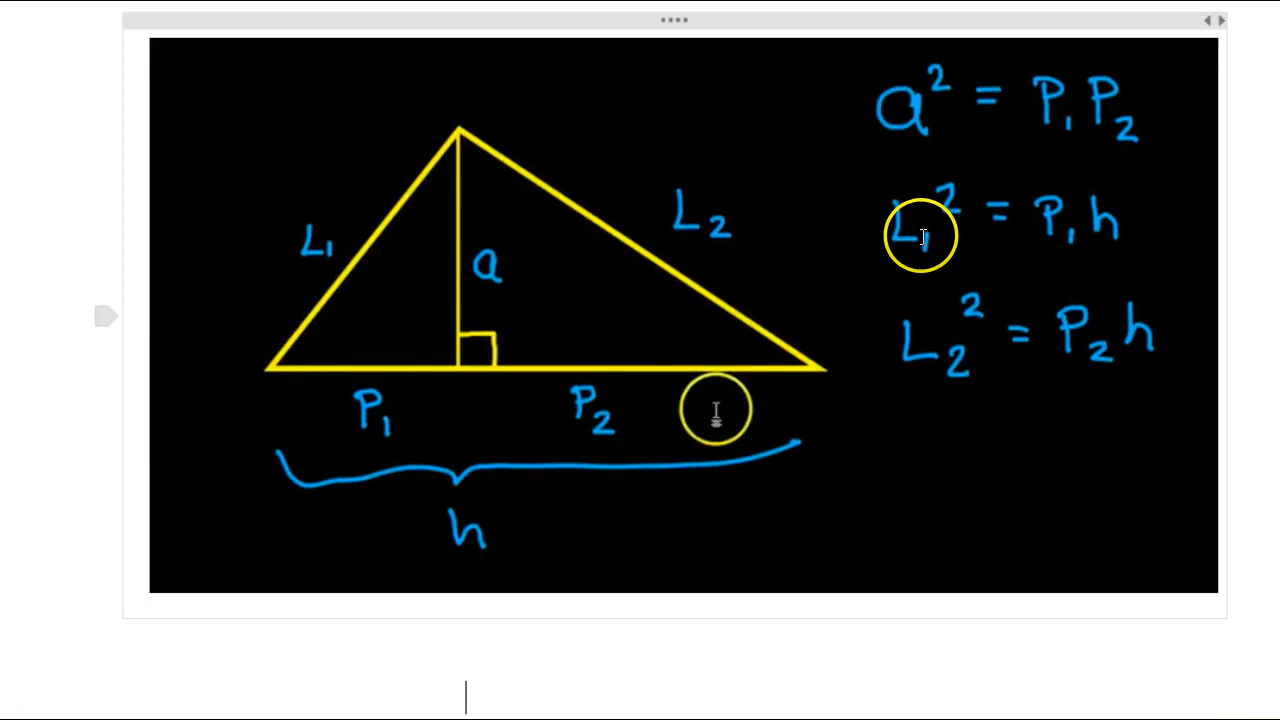 a² = P₁P₂
L₁² = P₁h
L₂² = P₂h
L₁
L₂
a
P₁
P₂
h